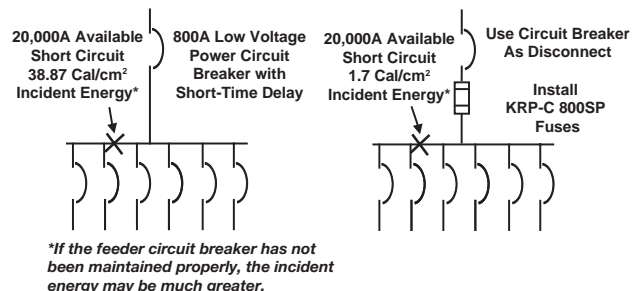 20,000A Available
Short Circuit
38.87 Cal/cm²
Incident Energy*
800A Low Voltage
Power Circuit
Breaker with
Short-Time Delay
20,000A Available
Short Circuit
1.7 Cal/cm²
Incident Energy*
Use Circuit Breaker
As Disconnect
Install
KRP-C 800SP
Fuses
*If the feeder circuit breaker has not
been maintained properly, the incident
energy may be much greater.